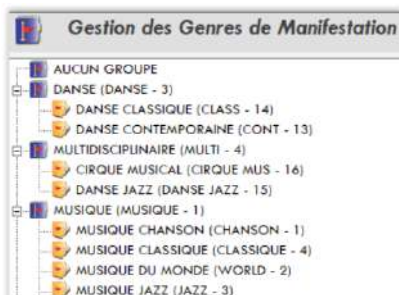 Gestion des Genres de Manifestation
AUCUN GROUPE
DANSE (DANSE - 3)
DANSE CLASSIQUE (CLASS - 14)
DANSE CONTEMPORAINE (CONT - 13)
MULTIDISCIPLINAIRE (MULTI - 4)
CIRQUE MUSICAL (CIRQUE MUS - 16)
DANSE JAZZ (DANSE JAZZ - 15)
MUSIQUE (MUSIQUE - 1)
MUSIQUE CHANSON (CHANSON - 1)
MUSIQUE CLASSIQUE (CLASSIQUE - 4)
MUSIQUE DU MONDE (WORLD - 2)
MUSIQUE JAZZ (JAZZ - 3)